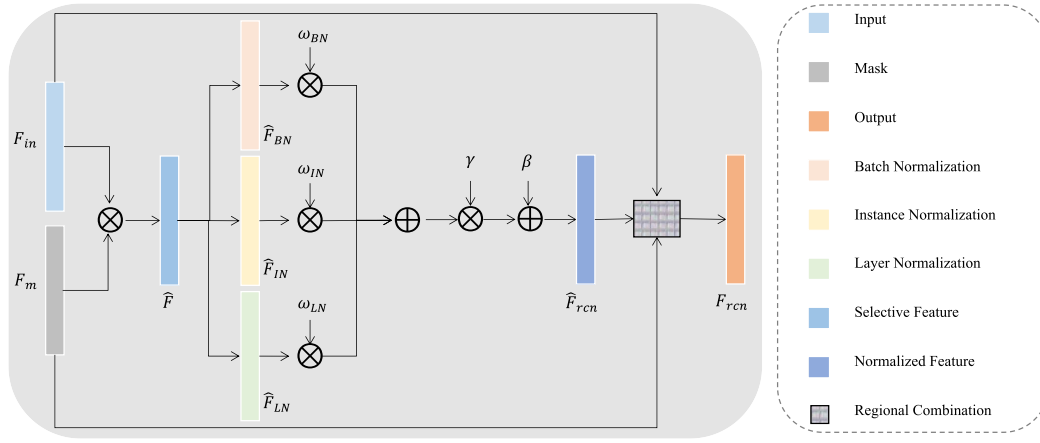 F_in
F_m
F̂
ω_BN
F̂_BN
ω_IN
F̂_IN
ω_LN
F̂_LN
γ
β
F̂_rcn
F_rcn
Input
Mask
Output
Batch Normalization
Instance Normalization
Layer Normalization
Selective Feature
Normalized Feature
Regional Combination